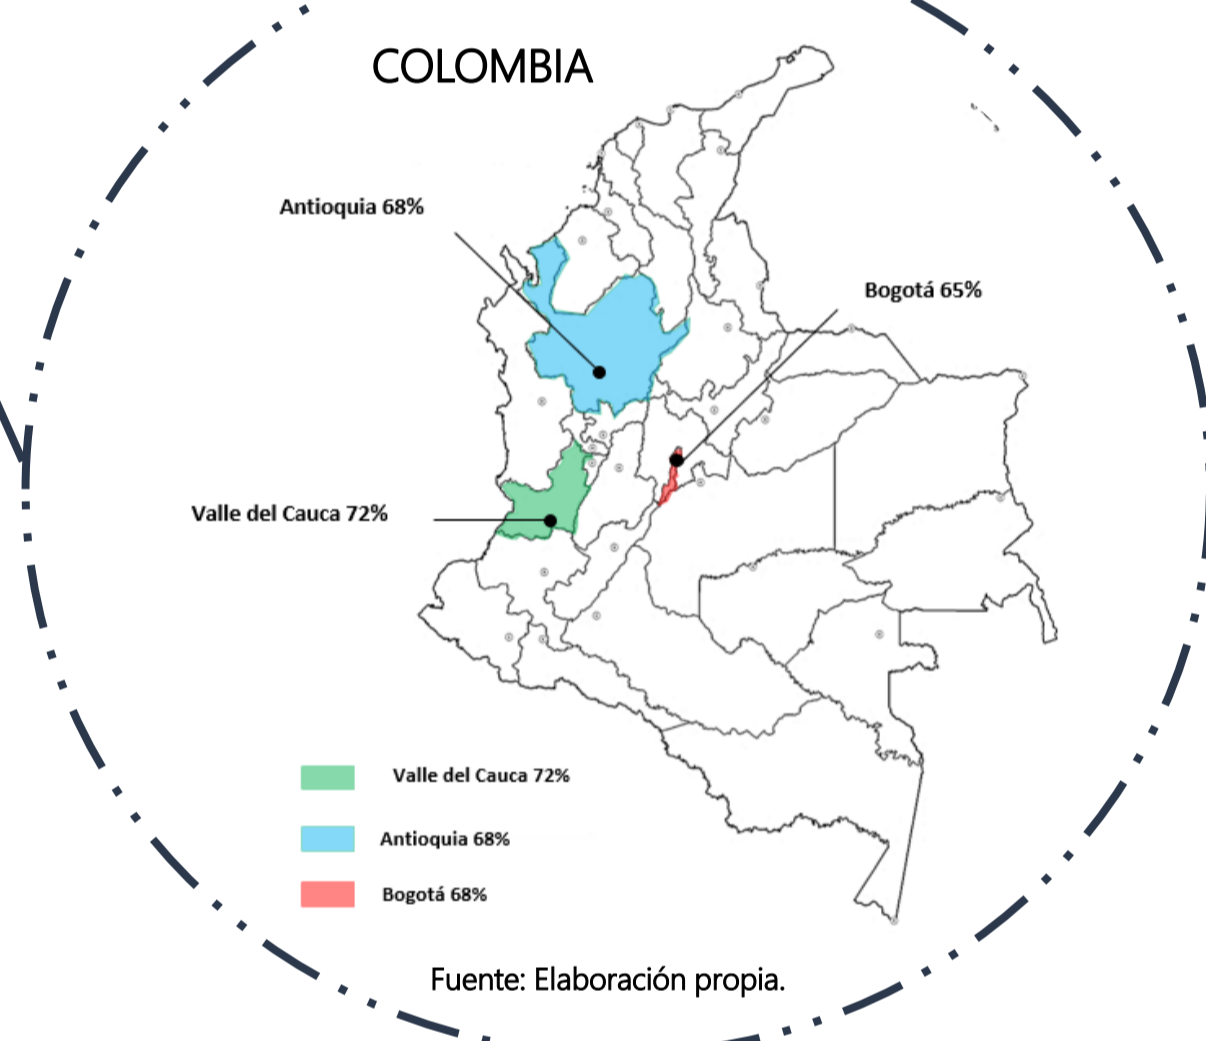 COLOMBIA
Antioquia 68%
Bogotá 65%
Valle del Cauca 72%
Valle del Cauca 72%
Antioquia 68%
Bogotá 68%
Fuente: Elaboración propia.